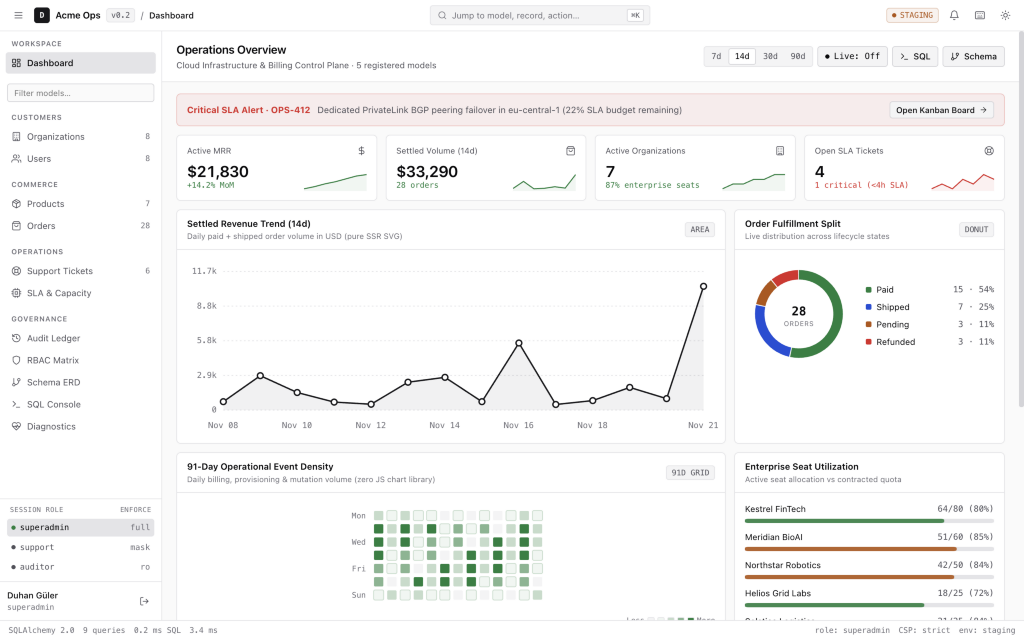 D Acme Ops v0.2 / Dashboard
Jump to model, record, action... ⌘K
STAGING
WORKSPACE
Dashboard
Filter models...
CUSTOMERS
Organizations 8
Users 8
COMMERCE
Products 7
Orders 28
OPERATIONS
Support Tickets 6
SLA & Capacity
GOVERNANCE
Audit Ledger
RBAC Matrix
Schema ERD
SQL Console
Diagnostics
SESSION ROLE ENFORCE
superadmin full
support mask
auditor ro
Duhan Güler
superadmin
Operations Overview
Cloud Infrastructure & Billing Control Plane · 5 registered models
7d 14d 30d 90d
Live: Off
SQL
Schema
Critical SLA Alert · OPS-412 Dedicated PrivateLink BGP peering failover in eu-central-1 (22% SLA budget remaining)
Open Kanban Board →
Active MRR $
$21,830
+14.2% MoM
Settled Volume (14d)
$33,290
28 orders
Active Organizations
7
87% enterprise seats
Open SLA Tickets
4
1 critical (<4h SLA)
Settled Revenue Trend (14d)
Daily paid + shipped order volume in USD (pure SSR SVG)
AREA
11.7k
8.8k
5.8k
2.9k
0
Nov 08 Nov 10 Nov 12 Nov 14 Nov 16 Nov 18 Nov 21
Order Fulfillment Split
Live distribution across lifecycle states
DONUT
28
ORDERS
Paid 15 · 54%
Shipped 7 · 25%
Pending 3 · 11%
Refunded 3 · 11%
91-Day Operational Event Density
Daily billing, provisioning & mutation volume (zero JS chart library)
91D GRID
Mon
Wed
Fri
Sun
Enterprise Seat Utilization
Active seat allocation vs contracted quota
Kestrel FinTech 64/80 (80%)
Meridian BioAI 51/60 (85%)
Northstar Robotics 42/50 (84%)
Helios Grid Labs 18/25 (72%)
SQLAlchemy 2.0 9 queries 0.2 ms SQL 3.4 ms
role: superadmin CSP: strict env: staging